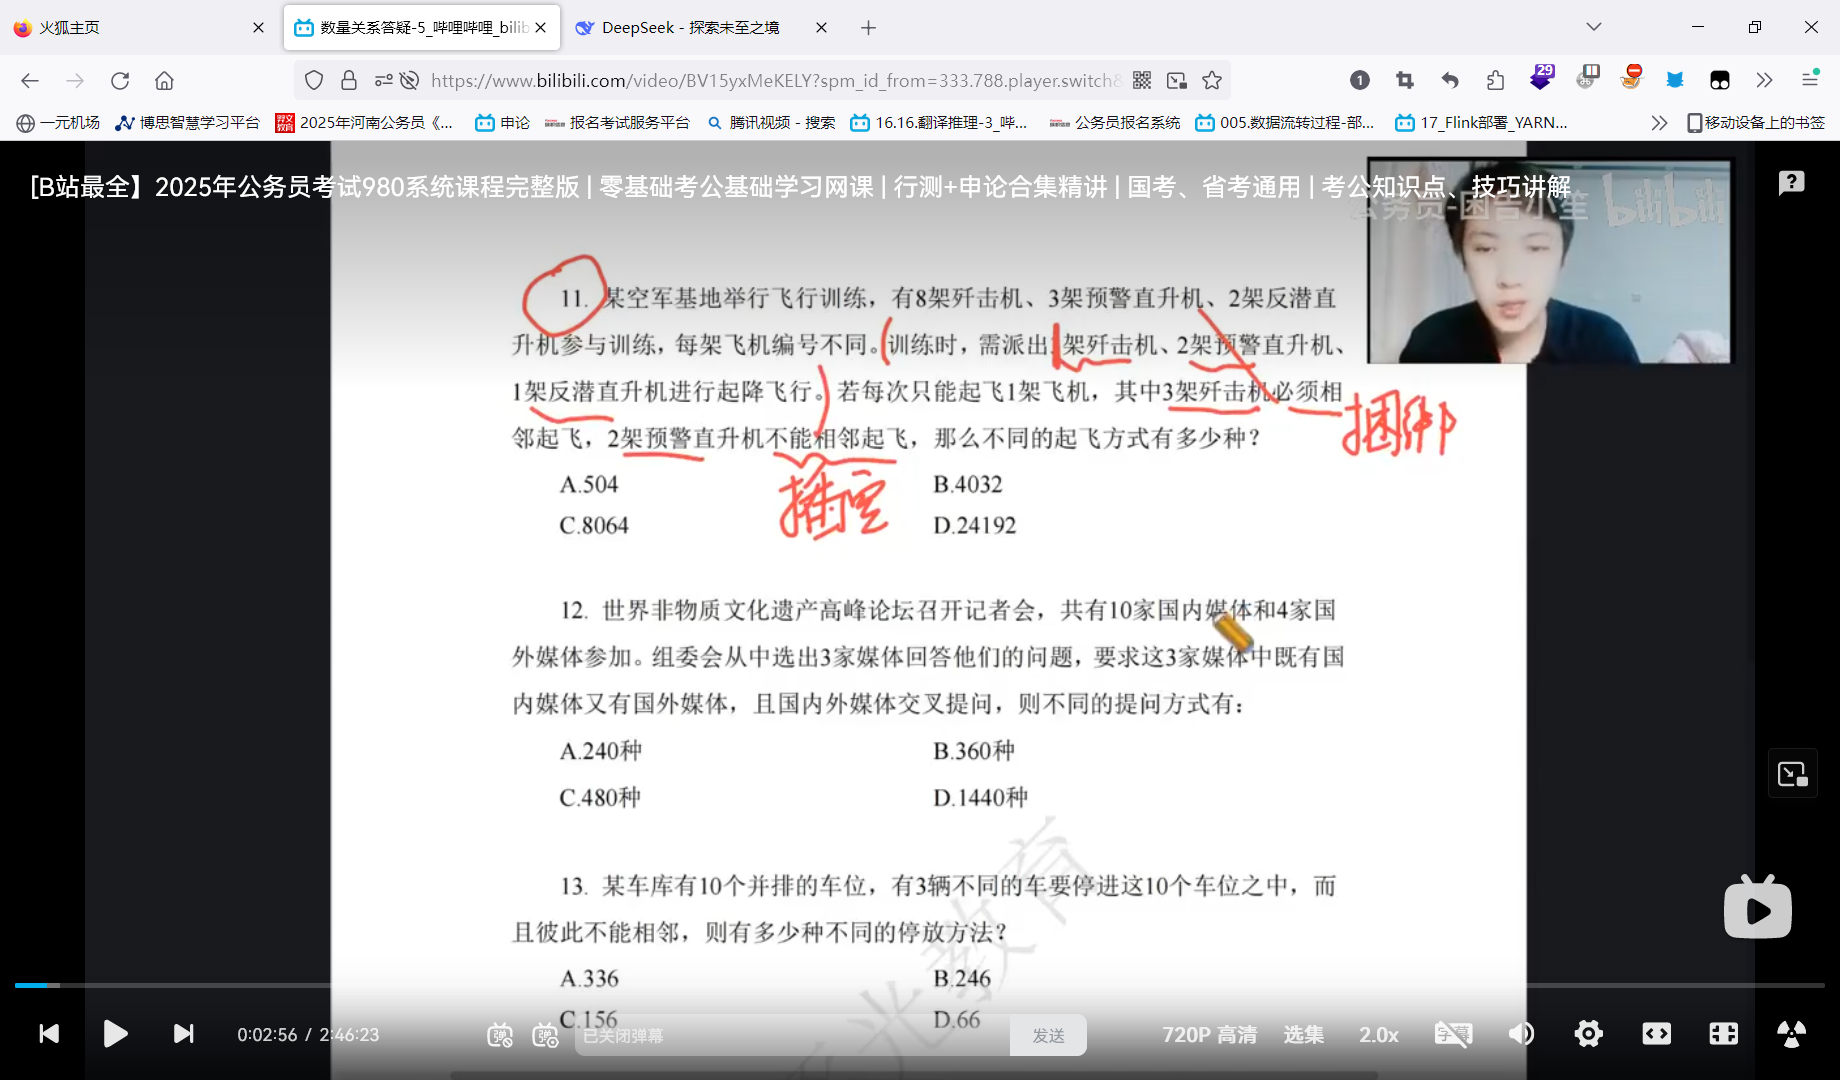 火狐主页
数量关系答疑-5_哔哩哔哩_bilib
DeepSeek - 探索未至之境
https://www.bilibili.com/video/BV15yxMeKELY?spm_id_from=333.788.player.switch&
1
29
一元机场
博思智慧学习平台
2025年河南公务员《...
申论
报名考试服务平台
腾讯视频 - 搜索
16.16.翻译推理-3_哔...
公务员报名系统
005.数据流转过程-部...
17_Flink部署_YARN...
移动设备上的书签
[B站最全】2025年公务员考试980系统课程完整版 | 零基础考公基础学习网课 | 行测+申论合集精讲 | 国考、省考通用 | 考公知识点、技巧讲解
bilibili
11. 某空军基地举行飞行训练，有8架歼击机、3架预警直升机、2架反潜直
升机参与训练，每架飞机编号不同。训练时，需派出 架歼击机、2架预警直升机、
1架反潜直升机进行起降飞行。若每次只能起飞1架飞机，其中3架歼击机必须相
邻起飞，2架预警直升机不能相邻起飞，那么不同的起飞方式有多少种？
捆绑
插空
A.504
B.4032
C.8064
D.24192
12. 世界非物质文化遗产高峰论坛召开记者会，共有10家国内媒体和4家国
外媒体参加。组委会从中选出3家媒体回答他们的问题，要求这3家媒体中既有国
内媒体又有国外媒体，且国内外媒体交叉提问，则不同的提问方式有：
A.240种
B.360种
C.480种
D.1440种
13. 某车库有10个并排的车位，有3辆不同的车要停进这10个车位之中，而
且彼此不能相邻，则有多少种不同的停放方法？
A.336
B.246
C.156
D.66
0:02:56 / 2:46:23
已关闭弹幕
发送
720P 高清
选集
2.0x
字幕